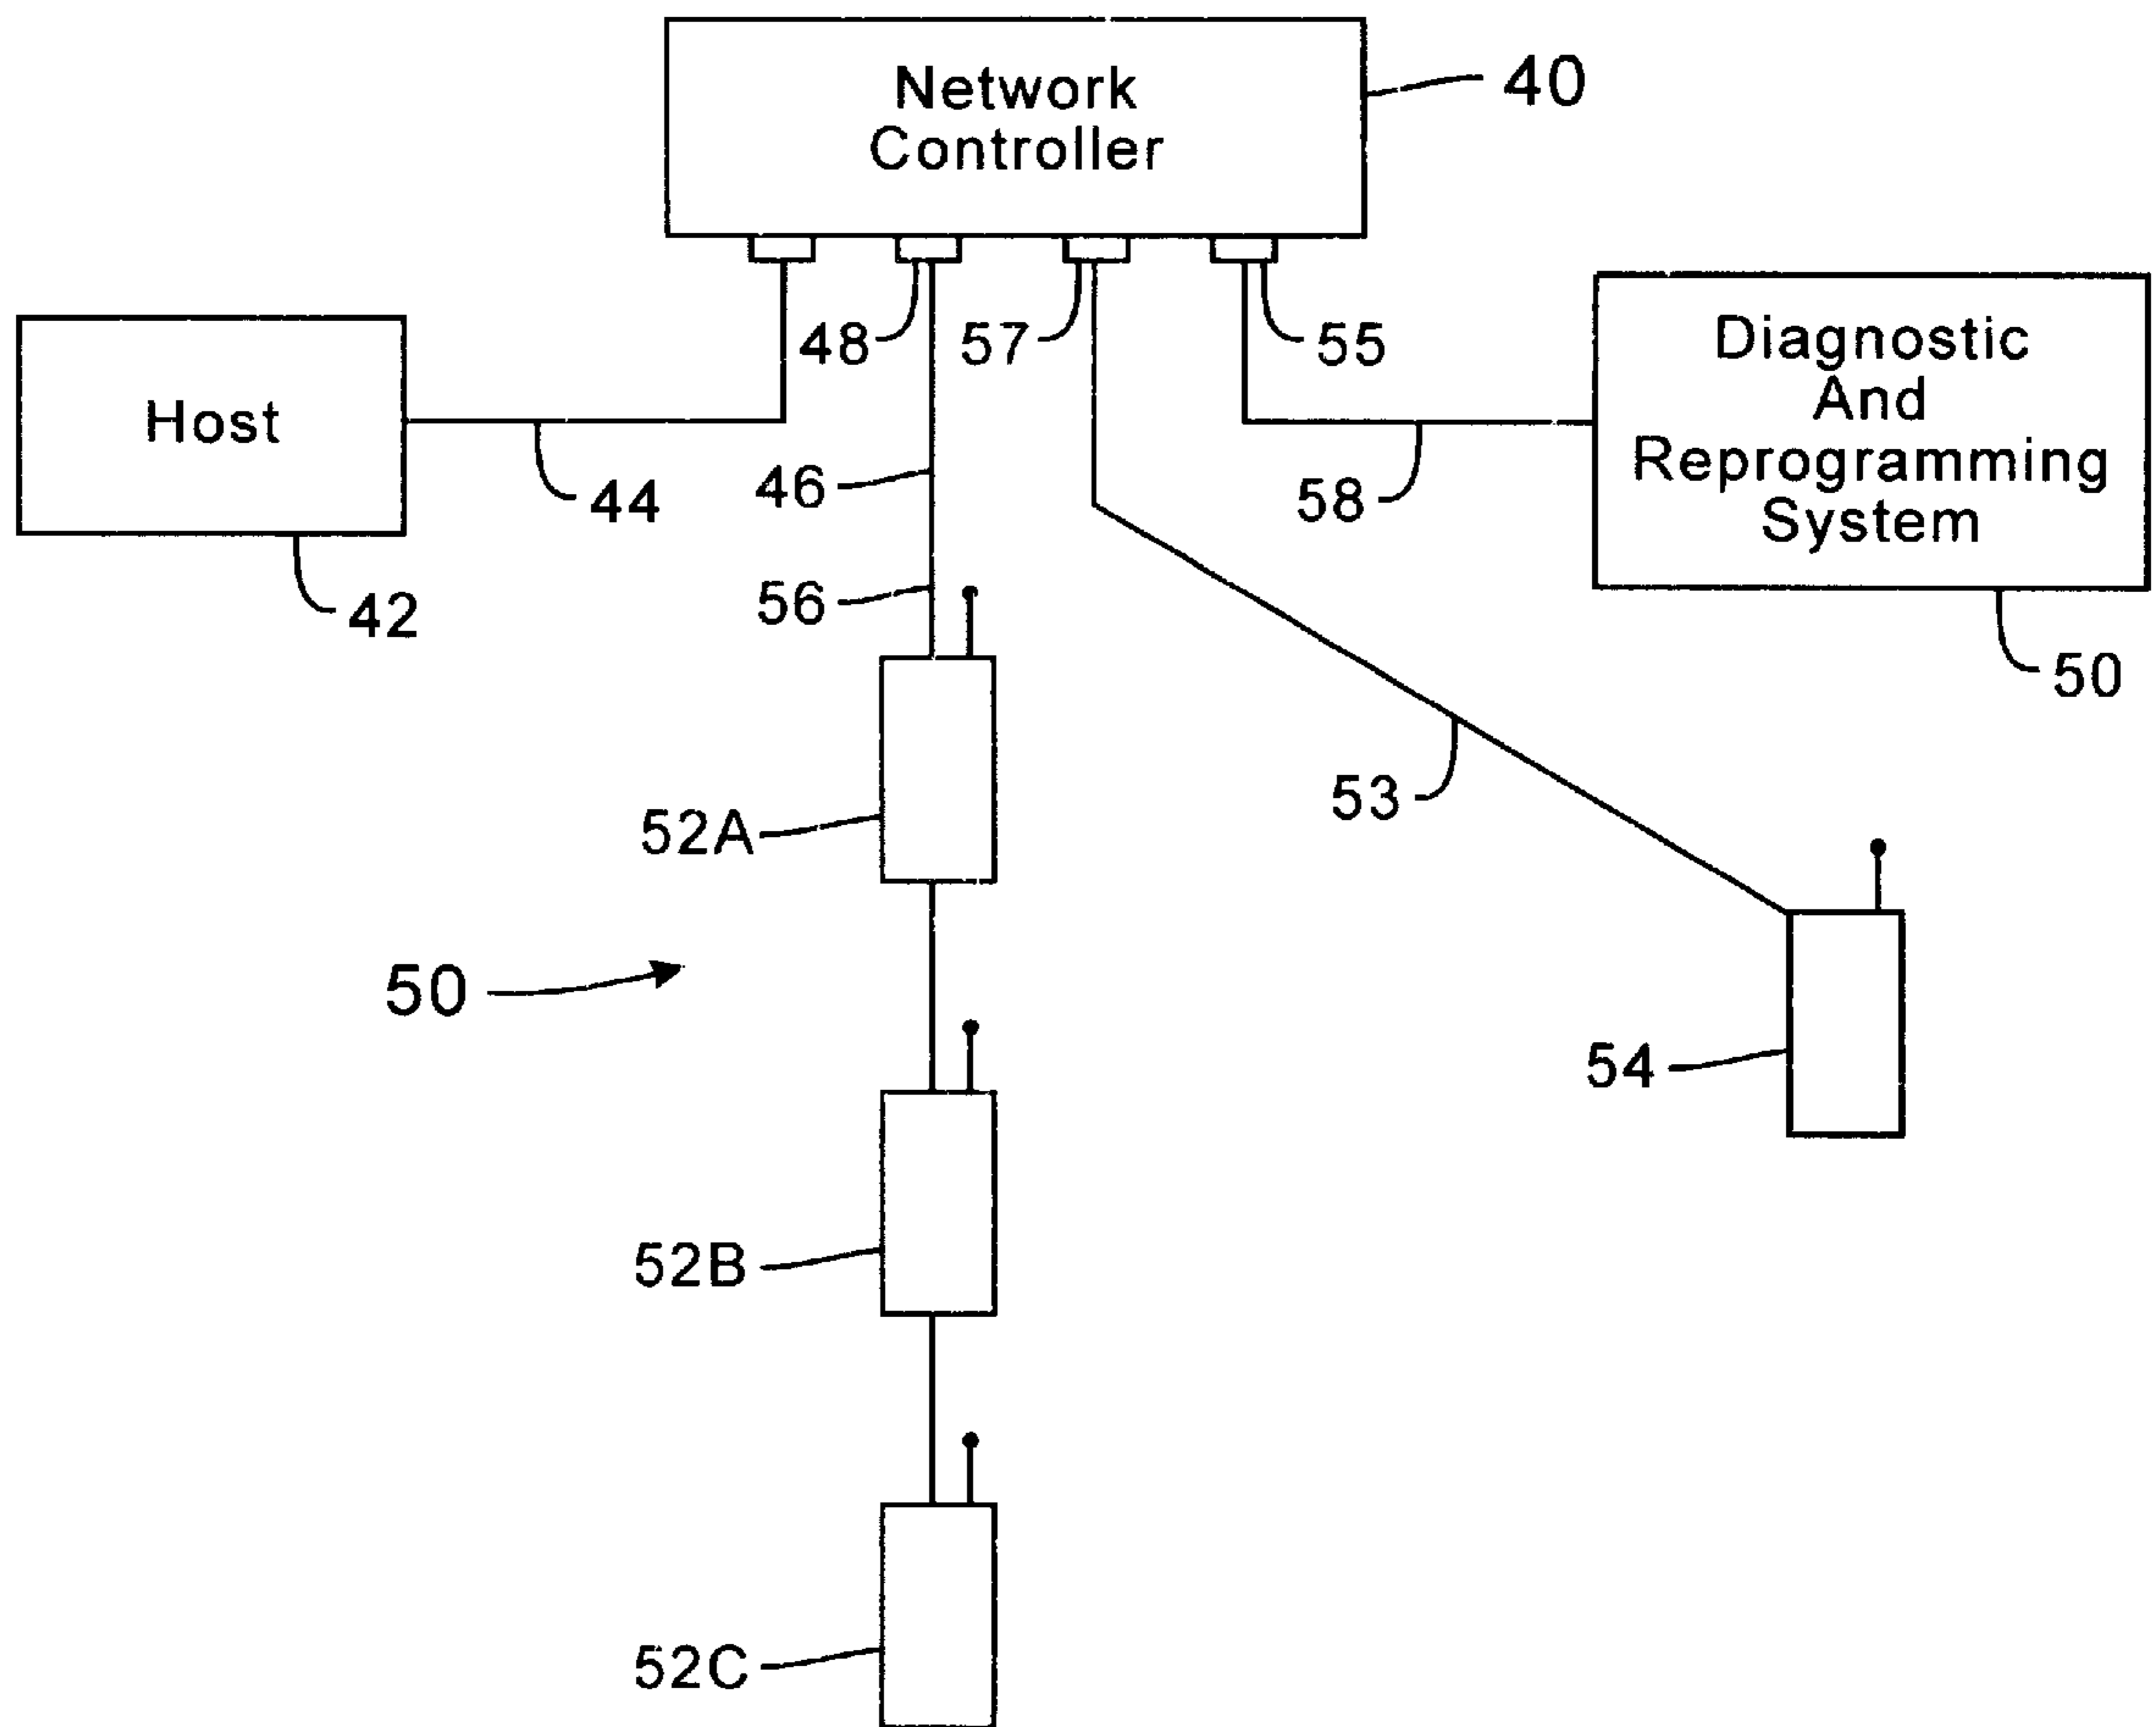 Network
Controller
40
48
57
55
Host
Diagnostic
And
Reprogramming
System
44
46
58
42
56
50
53
52A
50
54
52B
52C